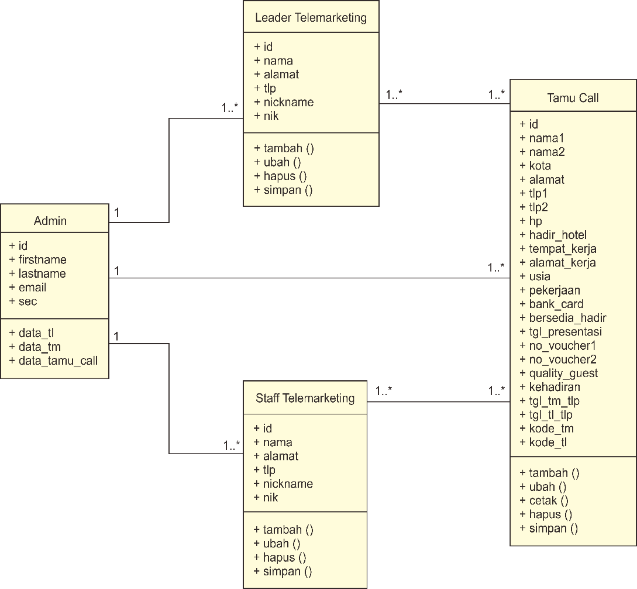 Leader Telemarketing
+ id
+ nama
+ alamat
+ tlp
+ nickname
+ nik
+ tambah ()
+ ubah ()
+ hapus ()
+ simpan ()
1..*
1..*
1..*
Tamu Call
+ id
+ nama1
+ nama2
+ kota
+ alamat
+ tlp1
+ tlp2
+ hp
+ hadir_hotel
+ tempat_kerja
+ alamat_kerja
+ usia
+ pekerjaan
+ bank_card
+ bersedia_hadir
+ tgl_presentasi
+ no_voucher1
+ no_voucher2
+ quality_guest
+ kehadiran
+ tgl_tm_tlp
+ tgl_tl_tlp
+ kode_tm
+ kode_tl
+ tambah ()
+ ubah ()
+ cetak ()
+ hapus ()
+ simpan ()
Admin
+ id
+ firstname
+ lastname
+ email
+ sec
+ data_tl
+ data_tm
+ data_tamu_call
1
1
1..*
1
1..*
Staff Telemarketing
+ id
+ nama
+ alamat
+ tlp
+ nickname
+ nik
+ tambah ()
+ ubah ()
+ hapus ()
+ simpan ()
1..*
1..*